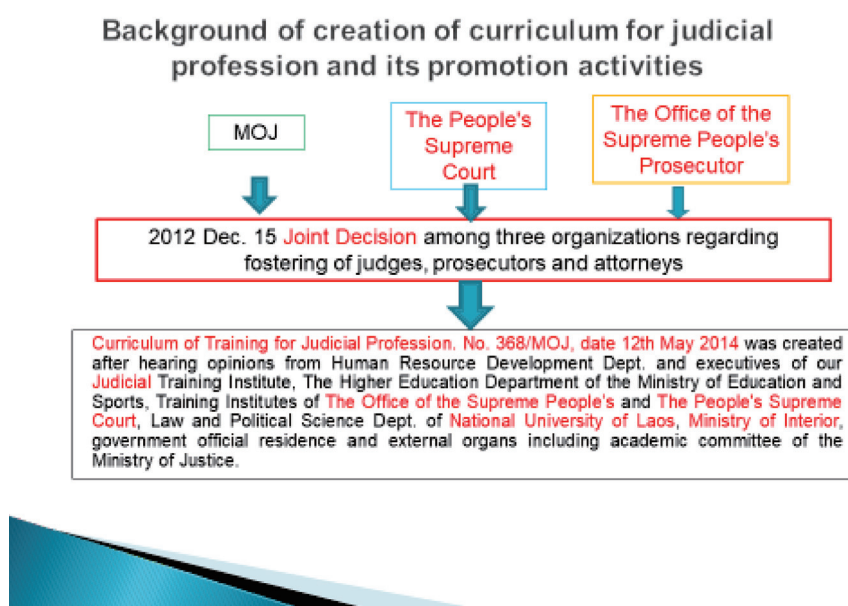 Background of creation of curriculum for judicial
profession and its promotion activities
MOJ
The People's
Supreme
Court
The Office of the
Supreme People's
Prosecutor
2012 Dec. 15 Joint Decision among three organizations regarding
fostering of judges, prosecutors and attorneys
Curriculum of Training for Judicial Profession. No. 368/MOJ, date 12th May 2014 was created
after hearing opinions from Human Resource Development Dept. and executives of our
Judicial Training Institute, The Higher Education Department of the Ministry of Education and
Sports, Training Institutes of The Office of the Supreme People's and The People's Supreme
Court, Law and Political Science Dept. of National University of Laos, Ministry of Interior,
government official residence and external organs including academic committee of the
Ministry of Justice.